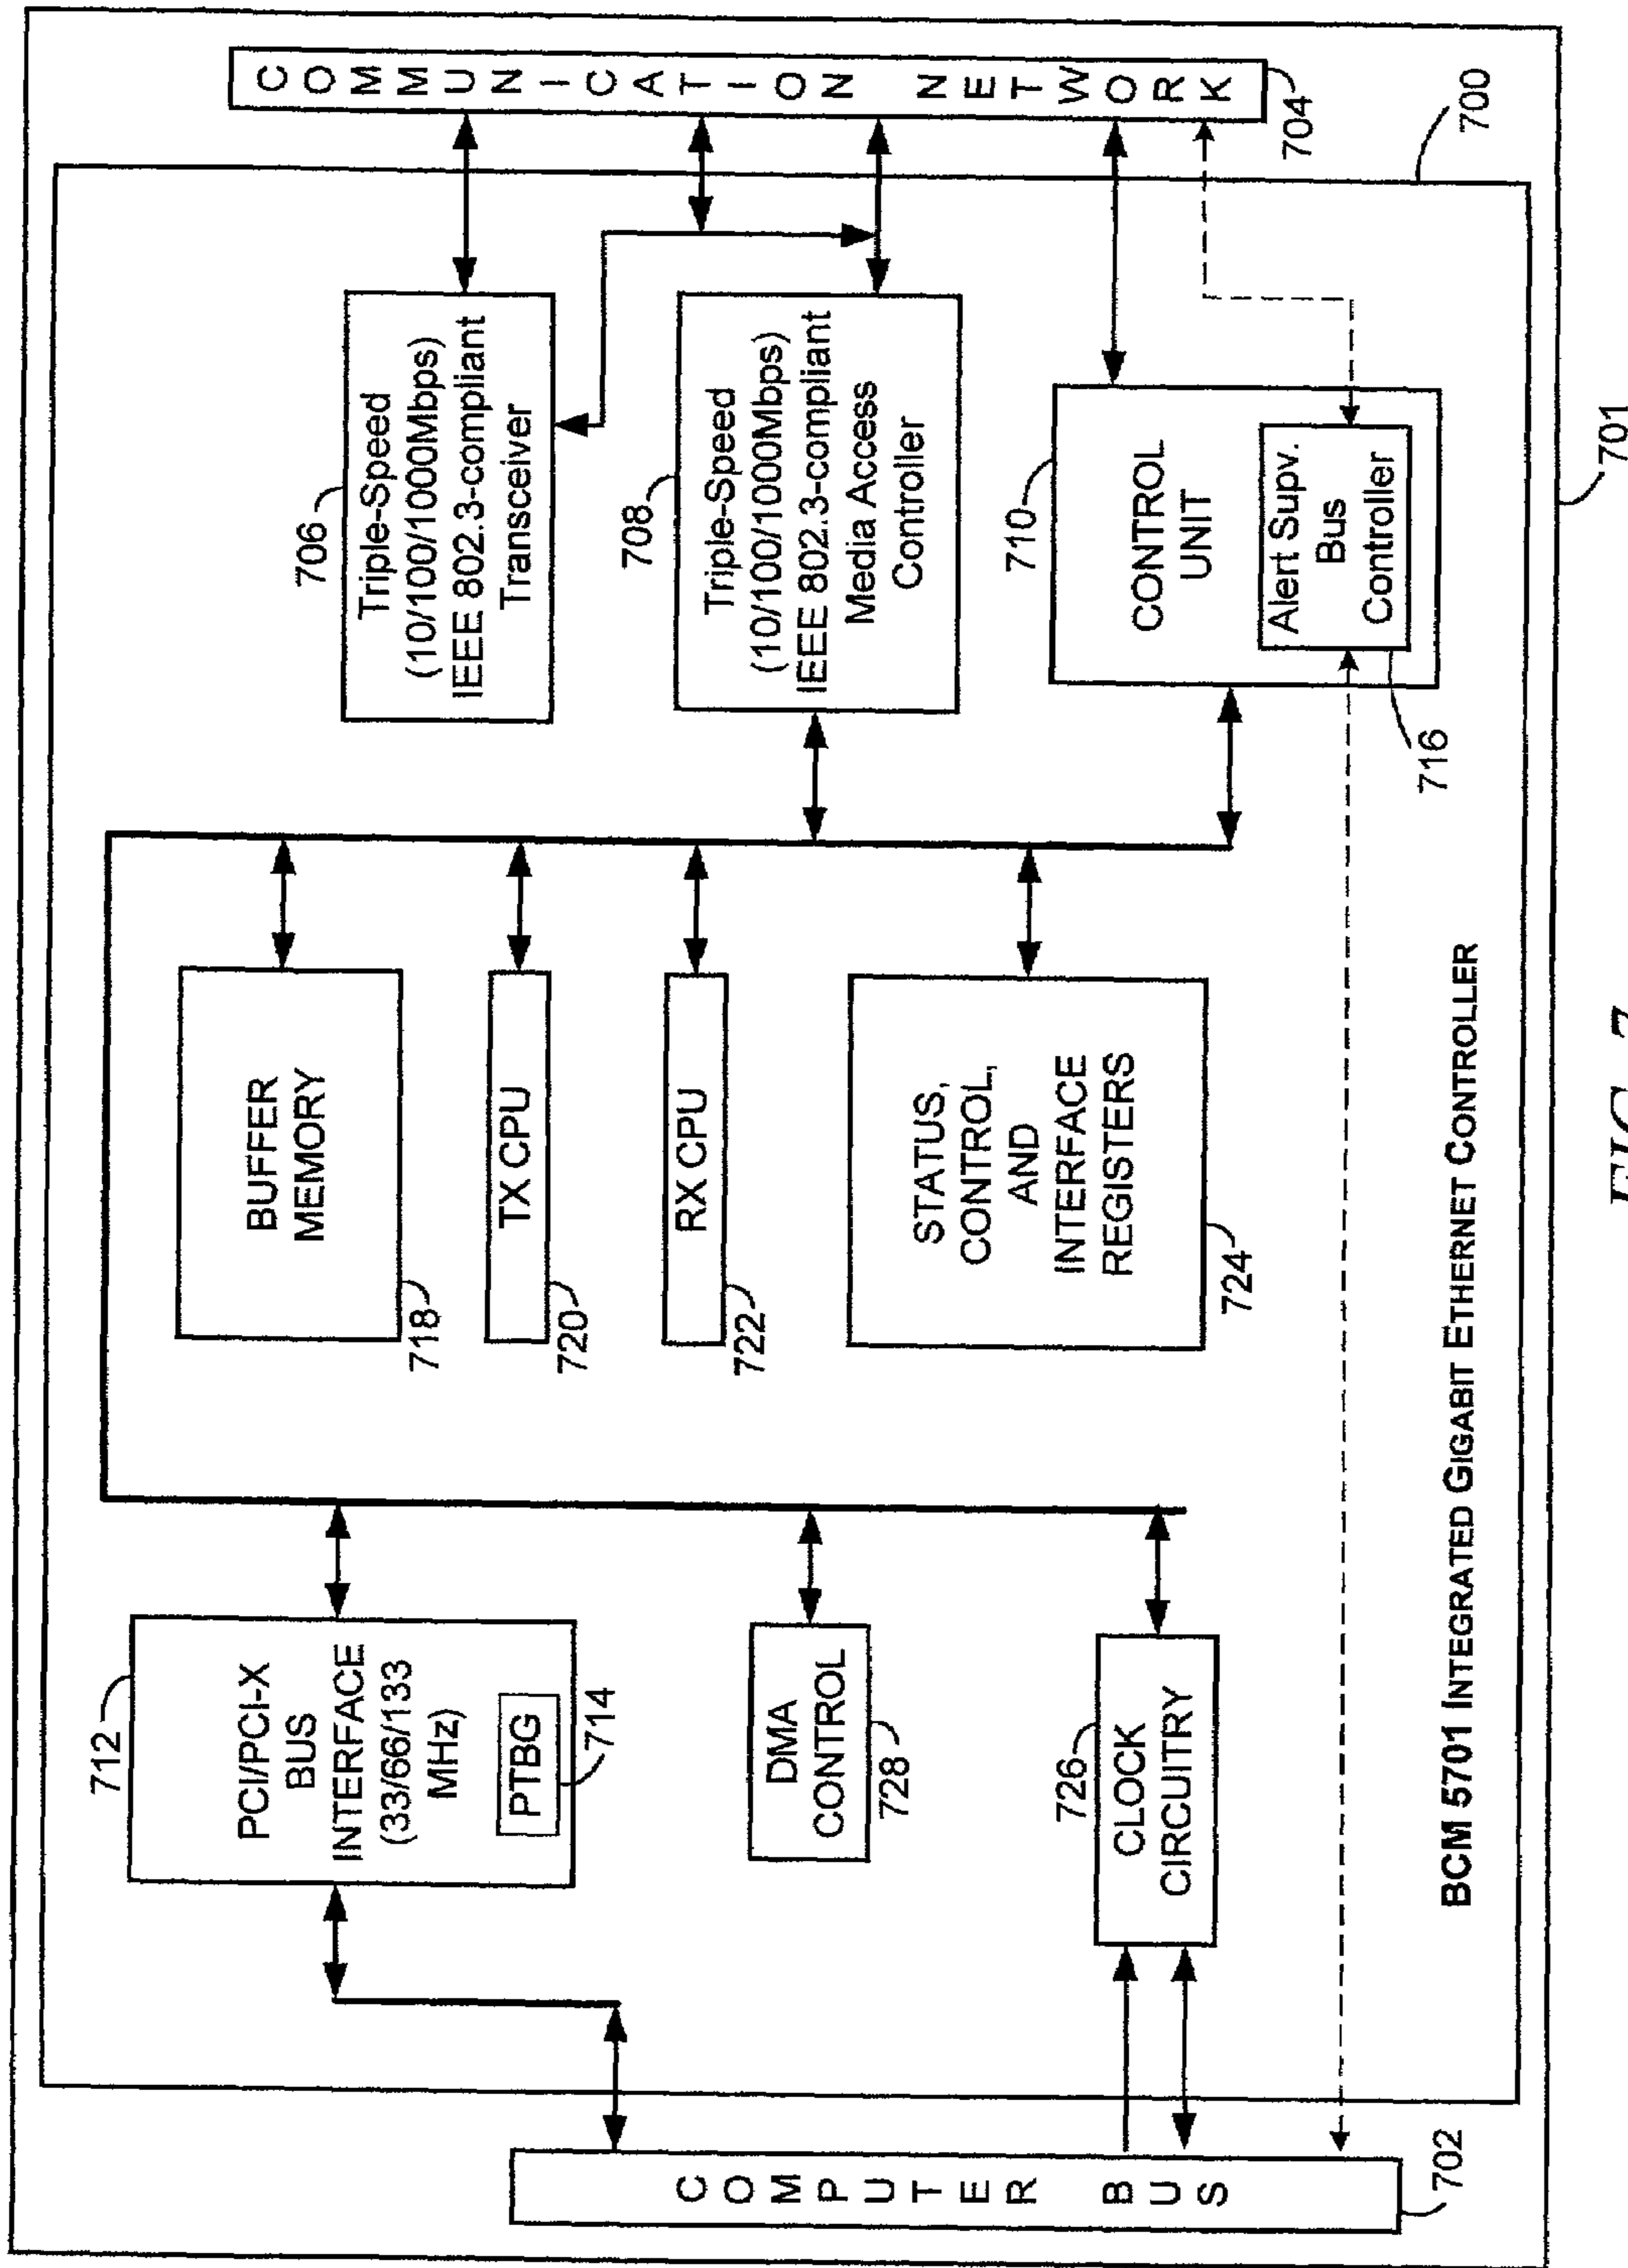 COMPUTER BUS
702
712
PCI/PCI-X
BUS
INTERFACE
(33/66/133
MHz)
PTBG
714
DMA
CONTROL
728
726
CLOCK
CIRCUITRY
BUFFER
MEMORY
718
TX CPU
720
RX CPU
722
STATUS,
CONTROL,
AND
INTERFACE
REGISTERS
724
706
Triple-Speed
(10/100/1000Mbps)
IEEE 802.3-compliant
Transceiver
708
Triple-Speed
(10/100/1000Mbps)
IEEE 802.3-compliant
Media Access
Controller
710
CONTROL
UNIT
Alert Supv.
Bus
Controller
716
COMMUNICATION NETWORK
704
700
BCM 5701 INTEGRATED GIGABIT ETHERNET CONTROLLER
701
FIG. 7